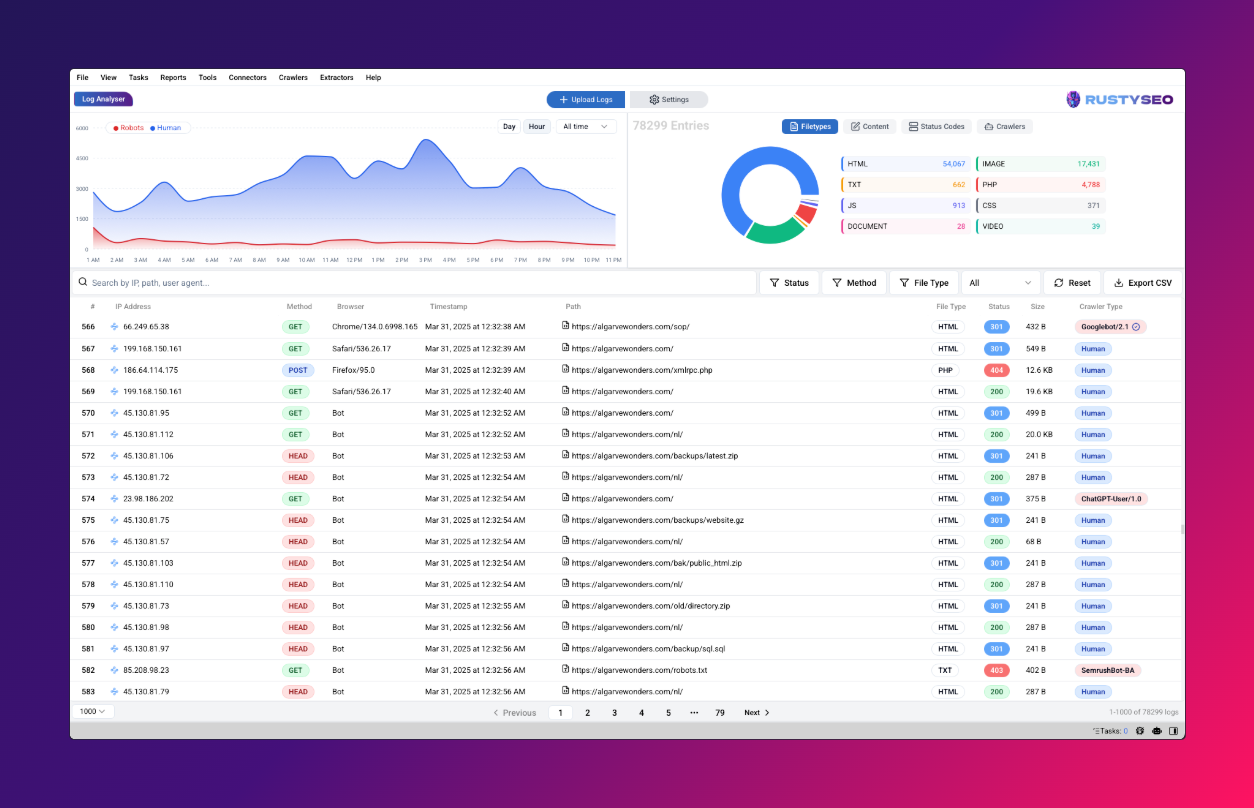 File View Tasks Reports Tools Connectors Crawlers Extractors Help
Log Analyser
Upload Logs
Settings
RUSTYSEO
Robots Human
Day Hour All time
6000
4500
3000
1500
0
1 AM 2 AM 3 AM 4 AM 5 AM 6 AM 7 AM 8 AM 9 AM 10 AM 11 AM 12 PM 1 PM 2 PM 3 PM 4 PM 5 PM 6 PM 7 PM 8 PM 9 PM 10 PM 11 PM
78299 Entries
Filetypes Content Status Codes Crawlers
HTML 54,067 IMAGE 17,431
TXT 662 PHP 4,788
JS 913 CSS 371
DOCUMENT 28 VIDEO 39
Search by IP, path, user agent...
Status Method File Type All Reset Export CSV
# IP Address Method Browser Timestamp Path File Type Status Size Crawler Type
566 66.249.65.38 GET Chrome/134.0.6998.165 Mar 31, 2025 at 12:32:38 AM https://algarvewonders.com/sop/ HTML 301 432 B Googlebot/2.1
567 199.168.150.161 GET Safari/536.26.17 Mar 31, 2025 at 12:32:39 AM https://algarvewonders.com/ HTML 301 549 B Human
568 186.64.114.175 POST Firefox/95.0 Mar 31, 2025 at 12:32:39 AM https://algarvewonders.com/xmlrpc.php PHP 404 12.6 KB Human
569 199.168.150.161 GET Safari/536.26.17 Mar 31, 2025 at 12:32:40 AM https://algarvewonders.com/ HTML 200 19.6 KB Human
570 45.130.81.95 GET Bot Mar 31, 2025 at 12:32:52 AM https://algarvewonders.com/ HTML 301 499 B Human
571 45.130.81.112 GET Bot Mar 31, 2025 at 12:32:52 AM https://algarvewonders.com/nl/ HTML 200 20.0 KB Human
572 45.130.81.106 HEAD Bot Mar 31, 2025 at 12:32:53 AM https://algarvewonders.com/backups/latest.zip HTML 301 241 B Human
573 45.130.81.72 HEAD Bot Mar 31, 2025 at 12:32:54 AM https://algarvewonders.com/nl/ HTML 200 287 B Human
574 23.98.186.202 GET Bot Mar 31, 2025 at 12:32:54 AM https://algarvewonders.com/ HTML 301 375 B ChatGPT-User/1.0
575 45.130.81.75 HEAD Bot Mar 31, 2025 at 12:32:54 AM https://algarvewonders.com/backups/website.gz HTML 301 241 B Human
576 45.130.81.57 HEAD Bot Mar 31, 2025 at 12:32:54 AM https://algarvewonders.com/nl/ HTML 200 68 B Human
577 45.130.81.103 HEAD Bot Mar 31, 2025 at 12:32:54 AM https://algarvewonders.com/bak/public_html.zip HTML 301 241 B Human
578 45.130.81.110 HEAD Bot Mar 31, 2025 at 12:32:55 AM https://algarvewonders.com/nl/ HTML 200 287 B Human
579 45.130.81.73 HEAD Bot Mar 31, 2025 at 12:32:55 AM https://algarvewonders.com/old/directory.zip HTML 301 241 B Human
580 45.130.81.98 HEAD Bot Mar 31, 2025 at 12:32:56 AM https://algarvewonders.com/nl/ HTML 200 287 B Human
581 45.130.81.97 HEAD Bot Mar 31, 2025 at 12:32:56 AM https://algarvewonders.com/backup/sql.sql HTML 301 241 B Human
582 85.208.98.23 GET Bot Mar 31, 2025 at 12:32:56 AM https://algarvewonders.com/robots.txt TXT 403 402 B SemrushBot-BA
583 45.130.81.79 HEAD Bot Mar 31, 2025 at 12:32:56 AM https://algarvewonders.com/nl/ HTML 200 287 B Human
1000 Previous 1 2 3 4 5 ··· 79 Next 1-1000 of 78299 logs
Tasks: 0